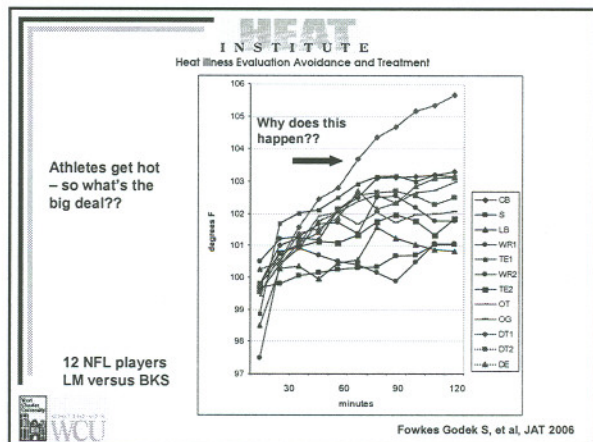 HEAT
INSTITUTE
Heat illness Evaluation Avoidance and Treatment
Athletes get hot
– so what's the
big deal??
12 NFL players
LM versus BKS
Why does this
happen??
degrees F
106
105
104
103
102
101
100
99
98
97
30 60 90 120
minutes
CB
S
LB
WR1
TE1
WR2
TE2
OT
OG
DT1
DT2
DE
West
Chester
University
WCU
Fowkes Godek S, et al, JAT 2006